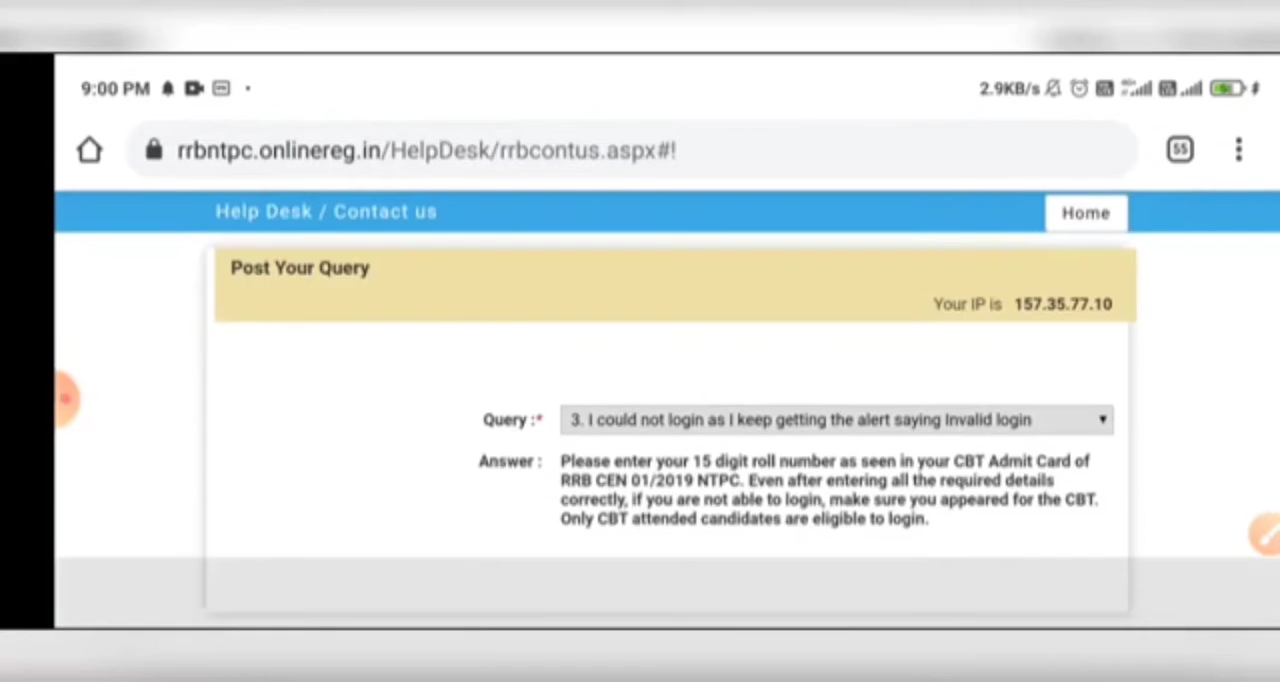 9:00 PM
2.9KB/s
55
rrbntpc.onlinereg.in/HelpDesk/rrbcontus.aspx#!
Help Desk / Contact us
Home
Post Your Query
Your IP is 157.35.77.10
Query :* 3. I could not login as I keep getting the alert saying Invalid login
Answer : Please enter your 15 digit roll number as seen in your CBT Admit Card of
RRB CEN 01/2019 NTPC. Even after entering all the required details
correctly, if you are not able to login, make sure you appeared for the CBT.
Only CBT attended candidates are eligible to login.